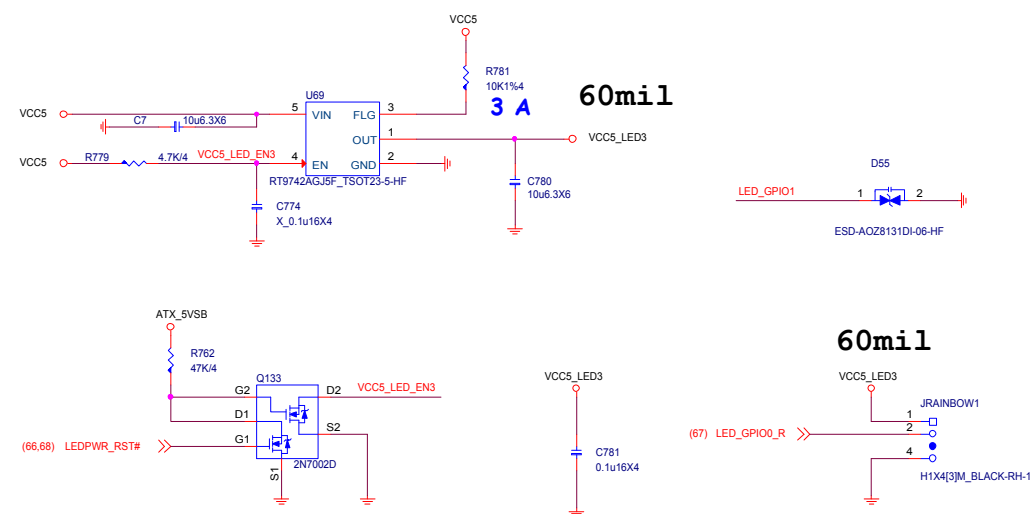 VCC5
R781
10K1%4
3 A
60mil
U69
VCC5
C7
10u6.3X6
5
VIN
FLG
3
OUT
1
VCC5_LED3
VCC5
R779
4.7K/4
VCC5_LED_EN3
4
EN
GND
2
RT9742AGJ5F_TSOT23-5-HF
C774
X_0.1u16X4
C780
10u6.3X6
D55
LED_GPIO1
1
2
ESD-AOZ8131DI-06-HF
ATX_5VSB
R762
47K/4
Q133
G2
D2
VCC5_LED_EN3
D1
S2
(66,68)
LEDPWR_RST#
G1
S1
2N7002D
VCC5_LED3
C781
0.1u16X4
60mil
VCC5_LED3
JRAINBOW1
1
(67)
LED_GPIO0_R
2
4
H1X4[3]M_BLACK-RH-1